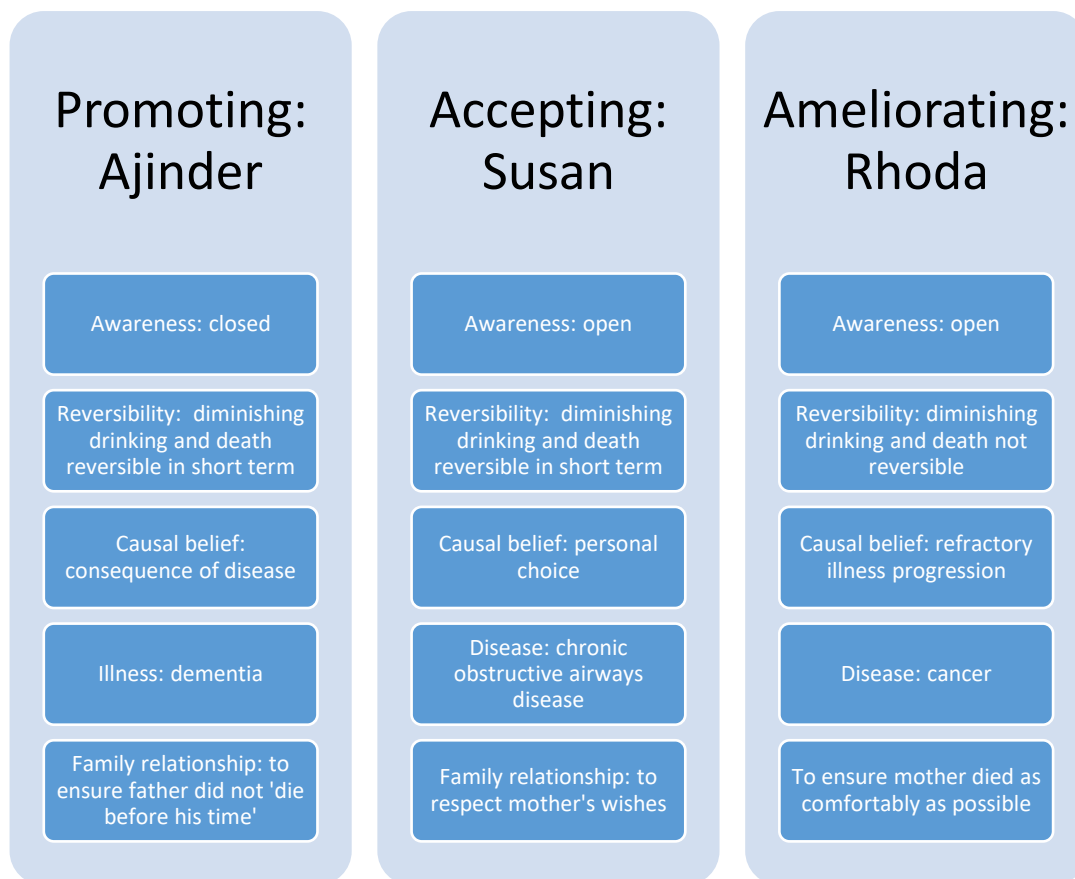 Promoting:
Ajinder
Awareness: closed
Reversibility:  diminishing
drinking and death
reversible in short term
Causal belief:
consequence of disease
Illness: dementia
Family relationship: to
ensure father did not 'die
before his time'
Accepting:
Susan
Awareness: open
Reversibility:  diminishing
drinking and death
reversible in short term
Causal belief: personal
choice
Disease: chronic
obstructive airways
disease
Family relationship: to
respect mother's wishes
Ameliorating:
Rhoda
Awareness: open
Reversibility: diminishing
drinking and death not
reversible
Causal belief: refractory
illness progression
Disease: cancer
To ensure mother died as
comfortably as possible